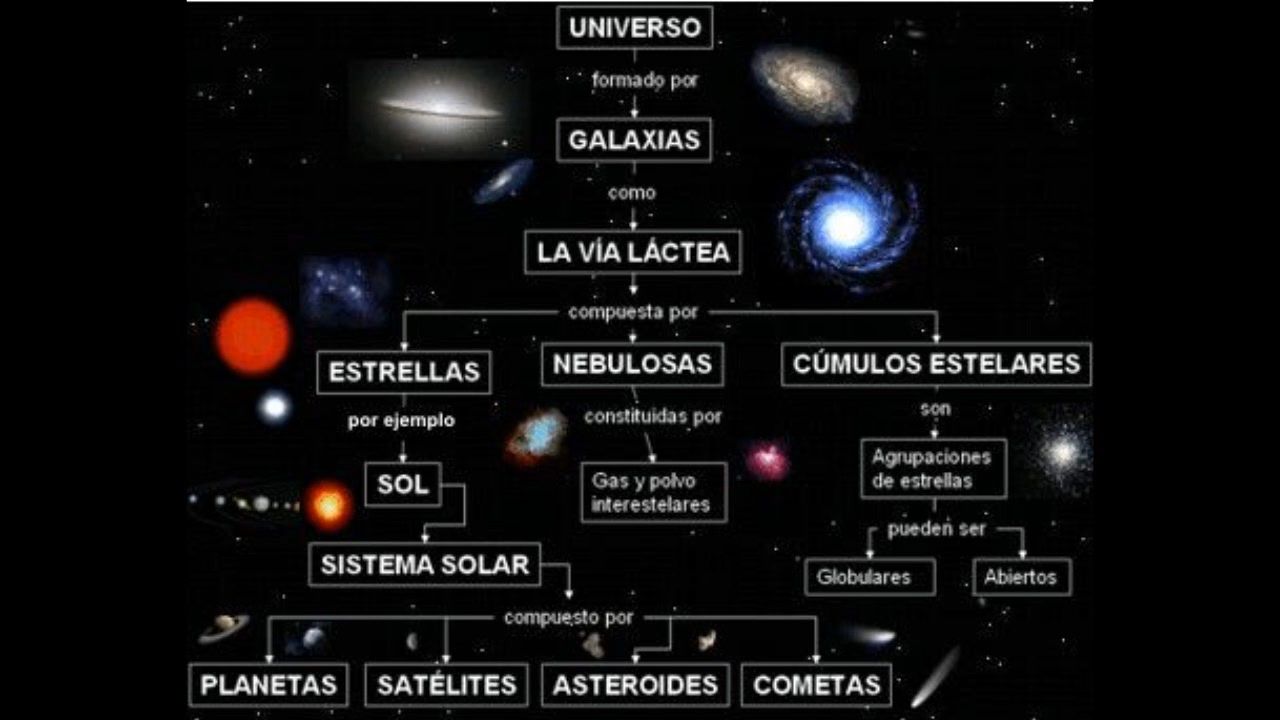 UNIVERSO
formado por
GALAXIAS
como
LA VÍA LÁCTEA
compuesta por
ESTRELLAS
NEBULOSAS
CÚMULOS ESTELARES
por ejemplo
constituidas por
son
SOL
Gas y polvo
interestelares
Agrupaciones
de estrellas
pueden ser
Globulares
Abiertos
SISTEMA SOLAR
compuesto por
PLANETAS
SATÉLITES
ASTEROIDES
COMETAS